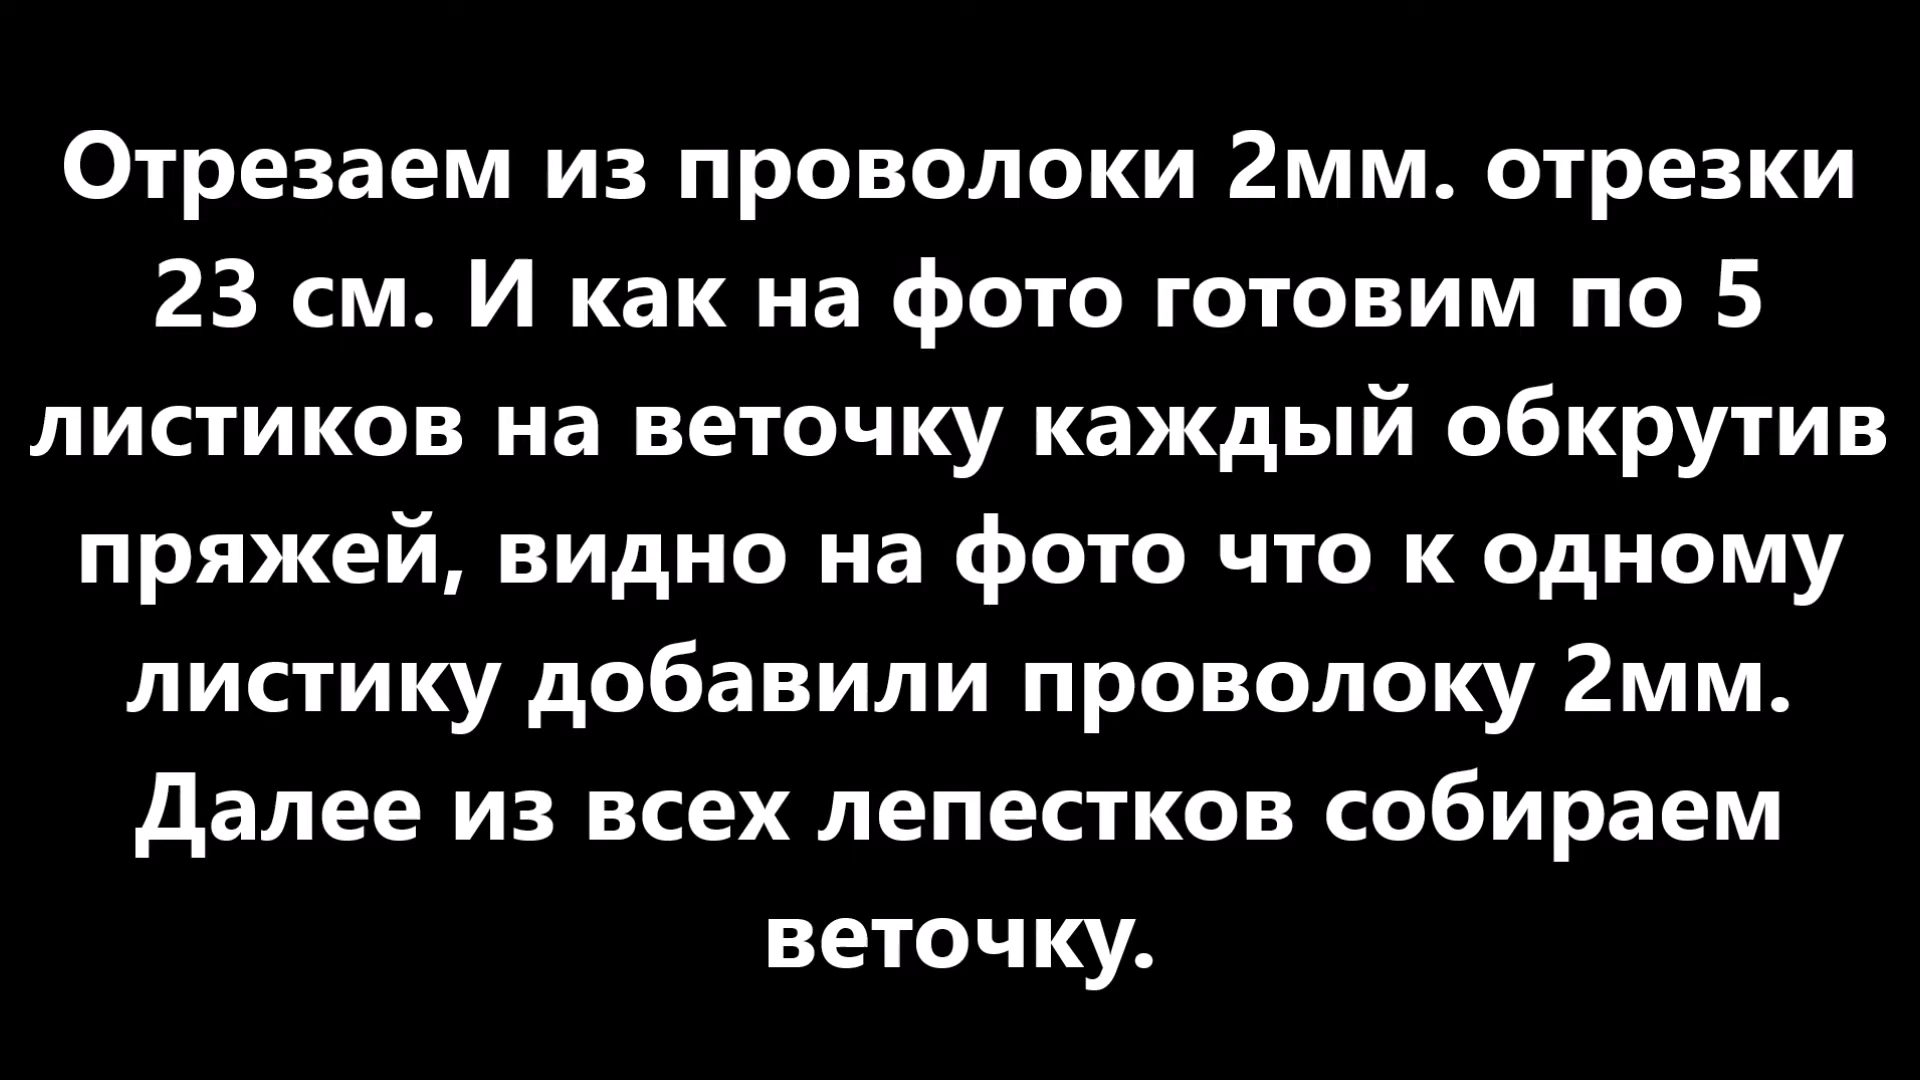 Отрезаем из проволоки 2мм. отрезки
23 см. И как на фото готовим по 5
листиков на веточку каждый обкрутив
пряжей, видно на фото что к одному
листику добавили проволоку 2мм.
Далее из всех лепестков собираем
веточку.